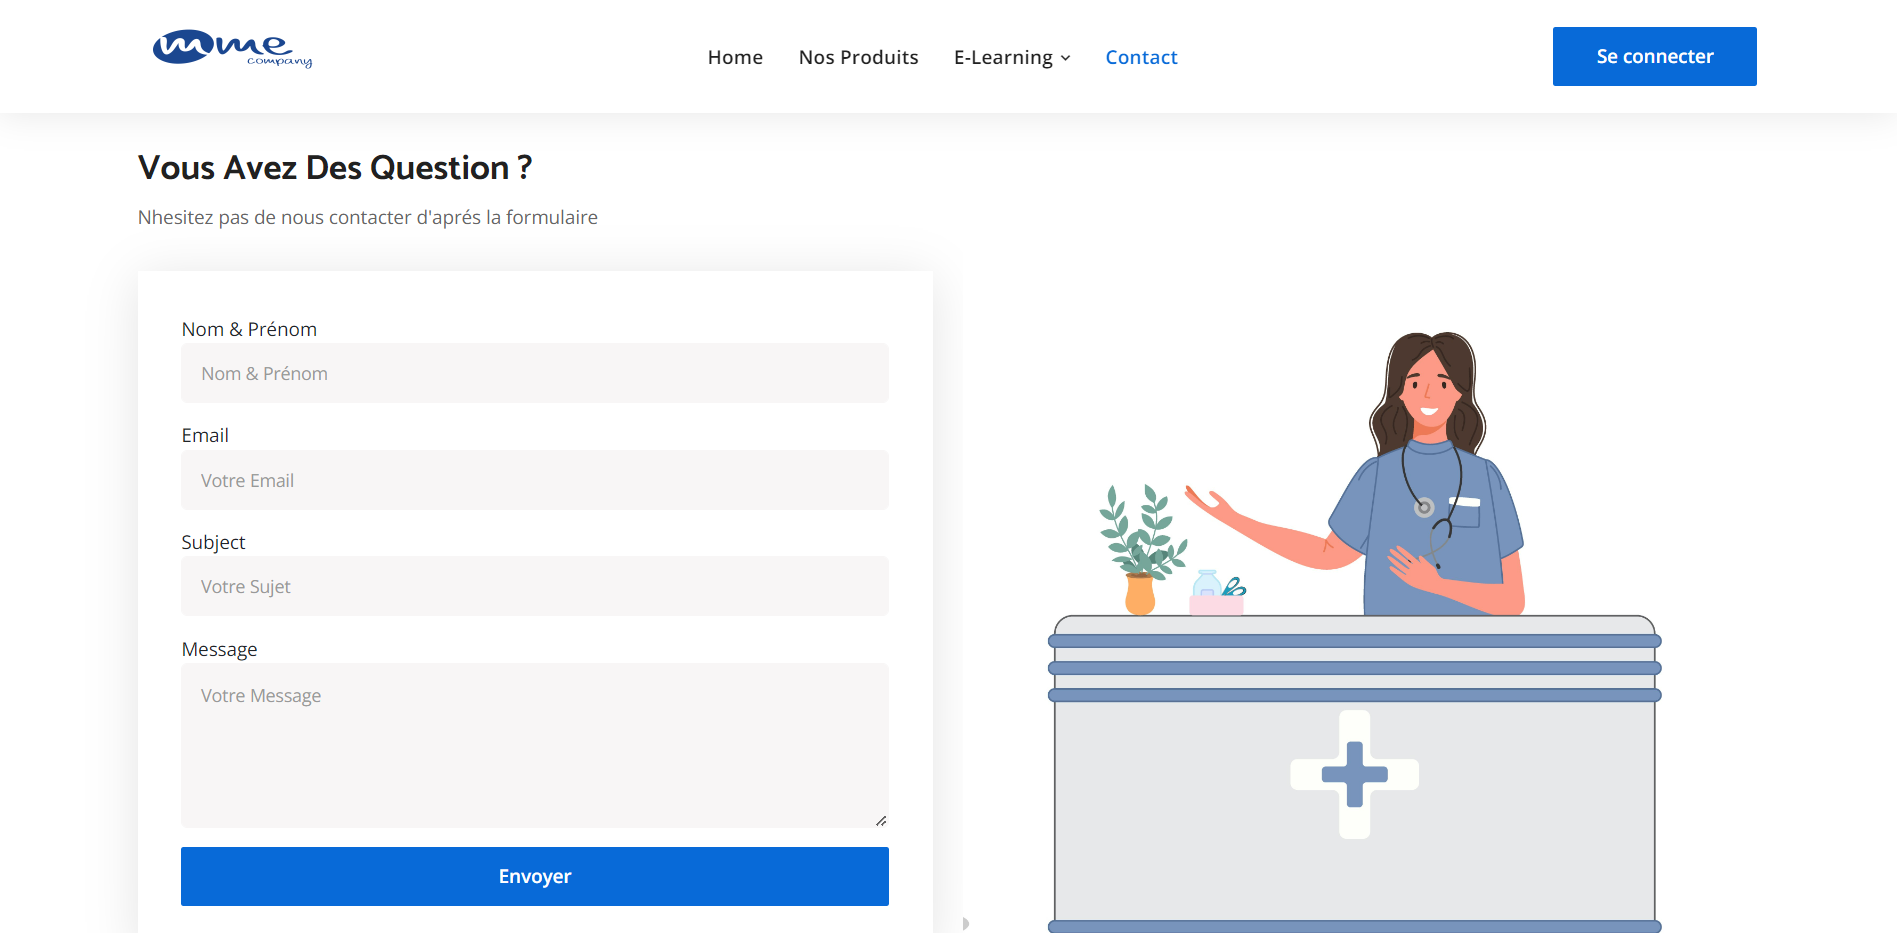 mme
company
Home Nos Produits E-Learning Contact
Se connecter
Vous Avez Des Question ?
Nhesitez pas de nous contacter d'aprés la formulaire
Nom & Prénom
Nom & Prénom
Email
Votre Email
Subject
Votre Sujet
Message
Votre Message
Envoyer